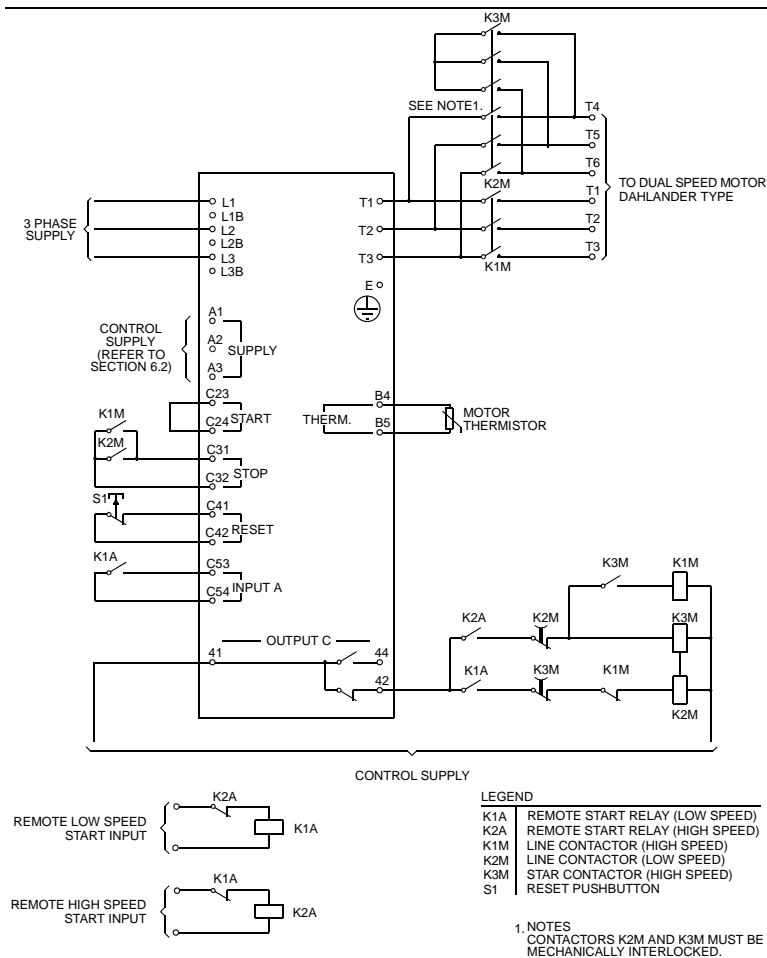 K3M
SEE NOTE1.
T4
T5
T6
K2M
T1
T2
T3
K1M
TO DUAL SPEED MOTOR
DAHLANDER TYPE
3 PHASE
SUPPLY
L1
L1B
L2
L2B
L3
L3B
T1
T2
T3
E
CONTROL
SUPPLY
(REFER TO
SECTION 6.2)
A1
A2
A3
SUPPLY
C23
C24
START
K1M
K2M
C31
C32
STOP
S1
C41
C42
RESET
K1A
C53
C54
INPUT A
THERM.
B4
B5
MOTOR
THERMISTOR
OUTPUT C
41
44
42
K3M
K1M
K2A
K2M
K3M
K1A
K3M
K1M
K2M
CONTROL SUPPLY
REMOTE LOW SPEED
START INPUT
K2A
K1A
REMOTE HIGH SPEED
START INPUT
K1A
K2A
LEGEND
K1A REMOTE START RELAY (LOW SPEED)
K2A REMOTE START RELAY (HIGH SPEED)
K1M LINE CONTACTOR (HIGH SPEED)
K2M LINE CONTACTOR (LOW SPEED)
K3M STAR CONTACTOR (HIGH SPEED)
S1 RESET PUSHBUTTON
1. NOTES
CONTACTORS K2M AND K3M MUST BE
MECHANICALLY INTERLOCKED.